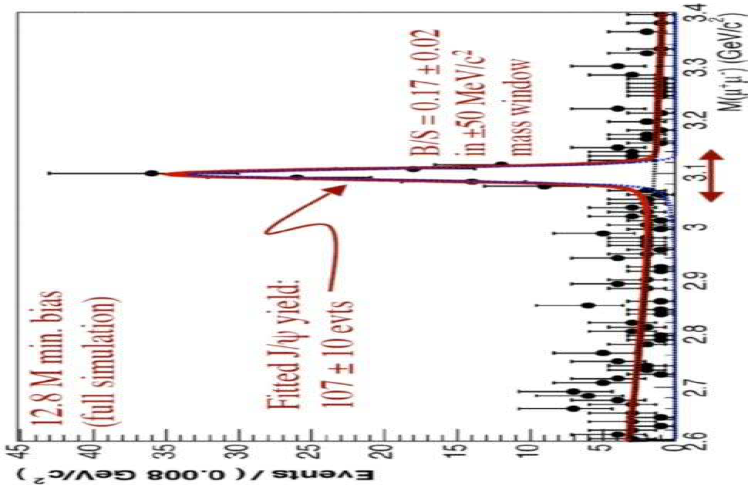 12.8 M min. bias
(full simulation)
Fitted J/ψ yield:
107 ± 10 evts
B/S = 0.17 ± 0.02
in ±50 MeV/c²
mass window
Events / ( 0.008 GeV/c² )
45
40
35
30
25
20
15
10
5
0
2.6
2.7
2.8
2.9
3
3.1
3.2
3.3
3.4
M(μ⁺μ⁻) (GeV/c²)